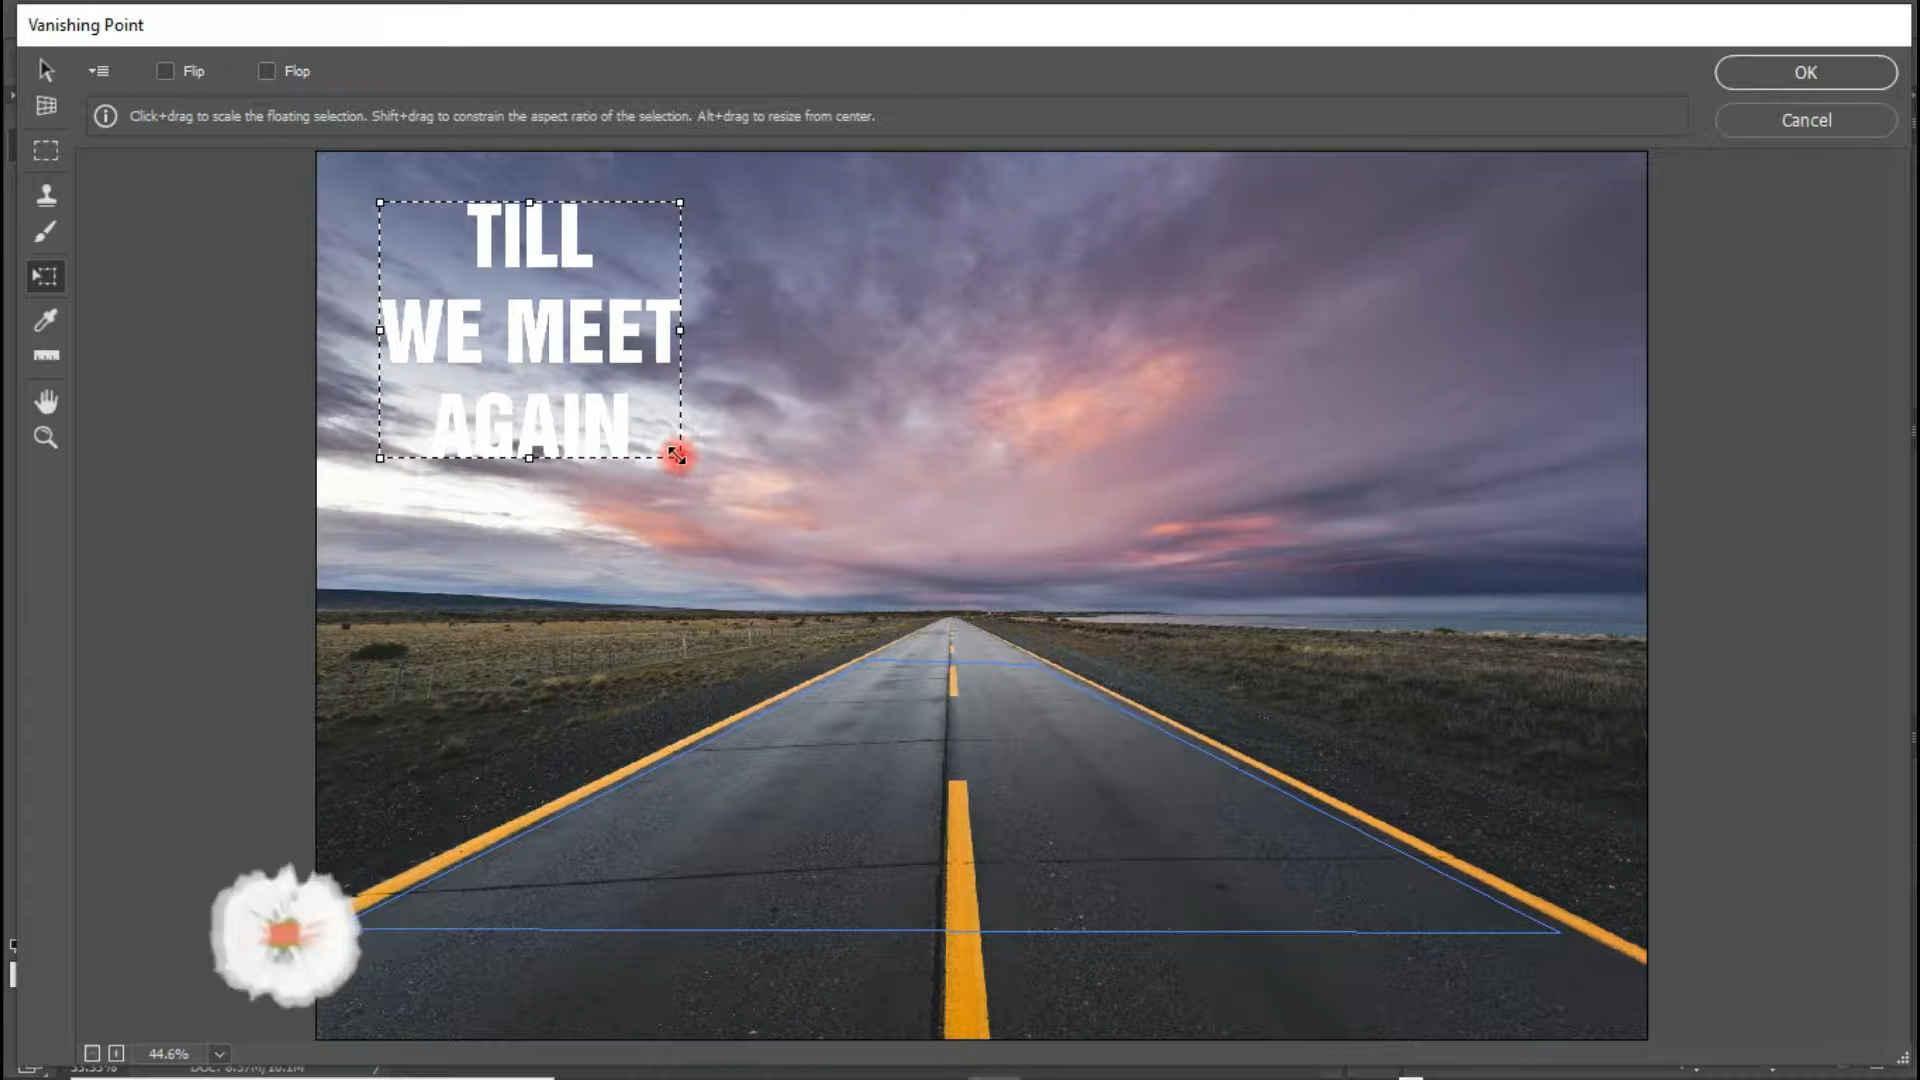 Vanishing Point
Flip
Flop
OK
Click+drag to scale the floating selection. Shift+drag to constrain the aspect ratio of the selection. Alt+drag to resize from center.
Cancel
TILL
WE MEET
AGAIN
44.6%